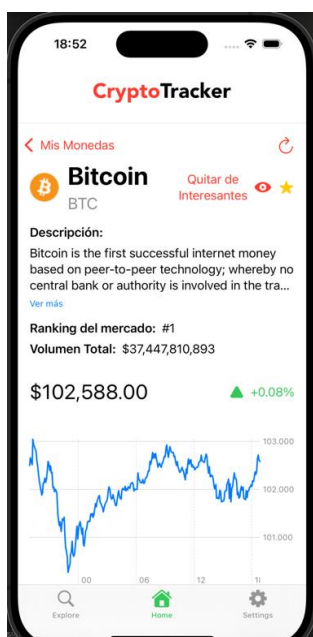 18:52
CryptoTracker
Mis Monedas
Bitcoin
BTC
Quitar de
Interesantes
Descripción:
Bitcoin is the first successful internet money
based on peer-to-peer technology; whereby no
central bank or authority is involved in the tra...
Ver más
Ranking del mercado: #1
Volumen Total: $37,447,810,893
$102,588.00
+0.08%
103.000
102.000
101.000
00
06
12
Explore
Home
Settings